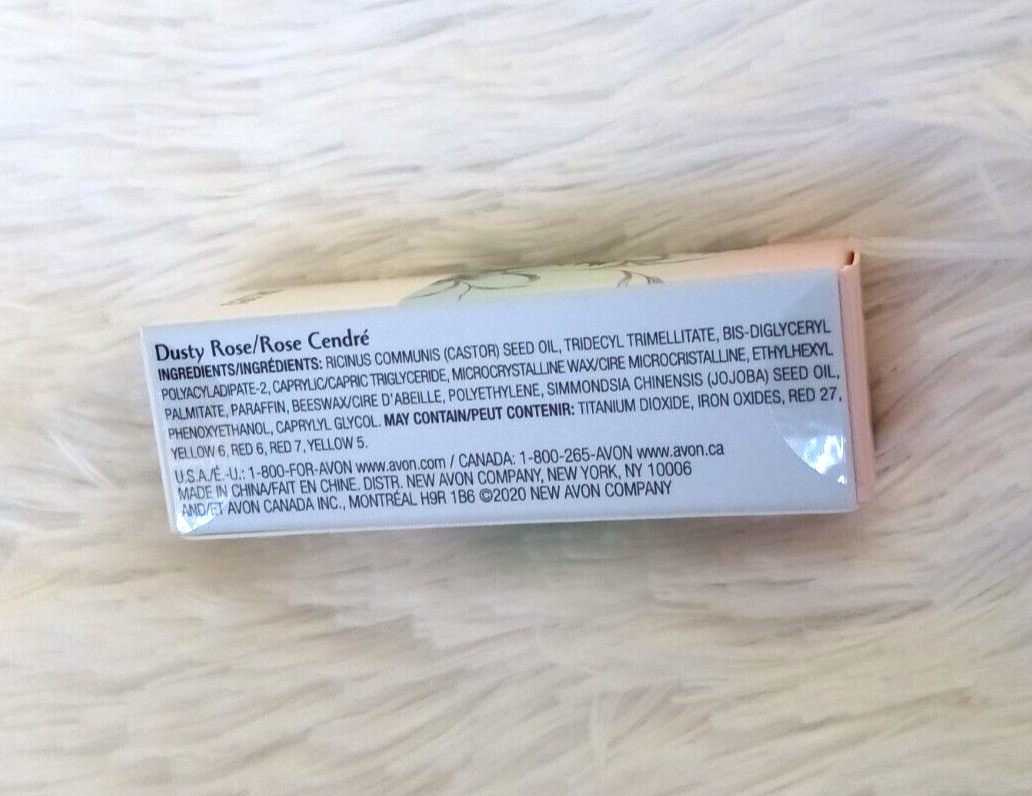 Dusty Rose/Rose Cendré
INGREDIENTS/INGRÉDIENTS: RICINUS COMMUNIS (CASTOR) SEED OIL, TRIDECYL TRIMELLITATE, BIS-DIGLYCERYL
POLYACYLADIPATE-2, CAPRYLIC/CAPRIC TRIGLYCERIDE, MICROCRYSTALLINE WAX/CIRE MICROCRISTALLINE, ETHYLHEXYL
PALMITATE, PARAFFIN, BEESWAX/CIRE D'ABEILLE, POLYETHYLENE, SIMMONDSIA CHINENSIS (JOJOBA) SEED OIL,
PHENOXYETHANOL, CAPRYLYL GLYCOL. MAY CONTAIN/PEUT CONTENIR: TITANIUM DIOXIDE, IRON OXIDES, RED 27,
YELLOW 6, RED 6, RED 7, YELLOW 5.
U.S.A./É.-U.: 1-800-FOR-AVON www.avon.com / CANADA: 1-800-265-AVON www.avon.ca
MADE IN CHINA/FAIT EN CHINE. DISTR. NEW AVON COMPANY, NEW YORK, NY 10006
AND/ET AVON CANADA INC., MONTRÉAL H9R 1B6 ©2020 NEW AVON COMPANY